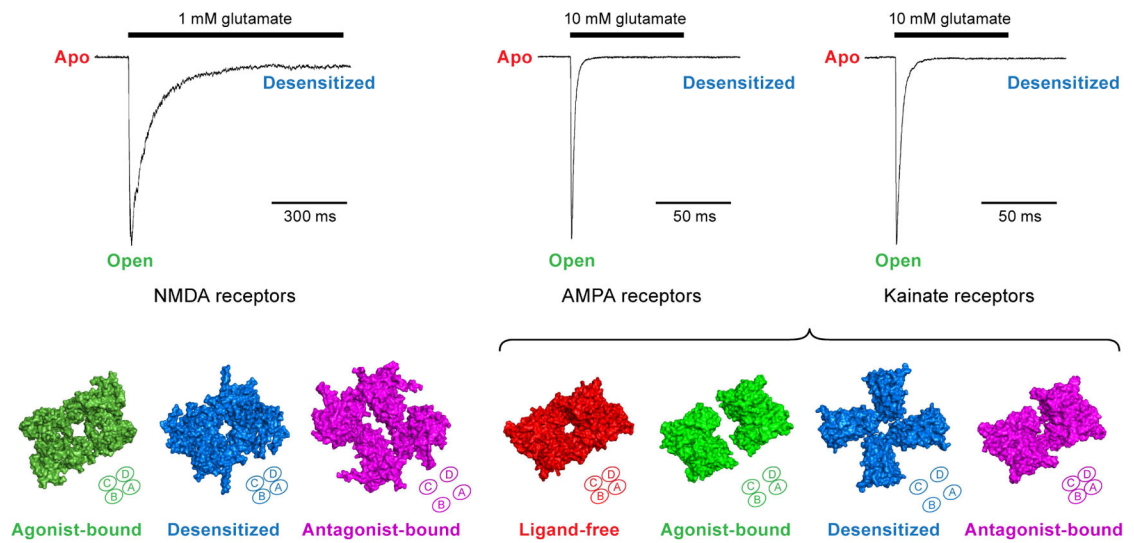 1 mM glutamate
10 mM glutamate
10 mM glutamate
Apo
Desensitized
Apo
Desensitized
Apo
Desensitized
300 ms
50 ms
50 ms
Open
Open
Open
NMDA receptors
AMPA receptors
Kainate receptors
D
C
A
B
D
C
A
B
D
C
A
B
D
C
A
B
D
C
A
B
D
C
A
B
D
C
A
B
Agonist-bound
Desensitized
Antagonist-bound
Ligand-free
Agonist-bound
Desensitized
Antagonist-bound